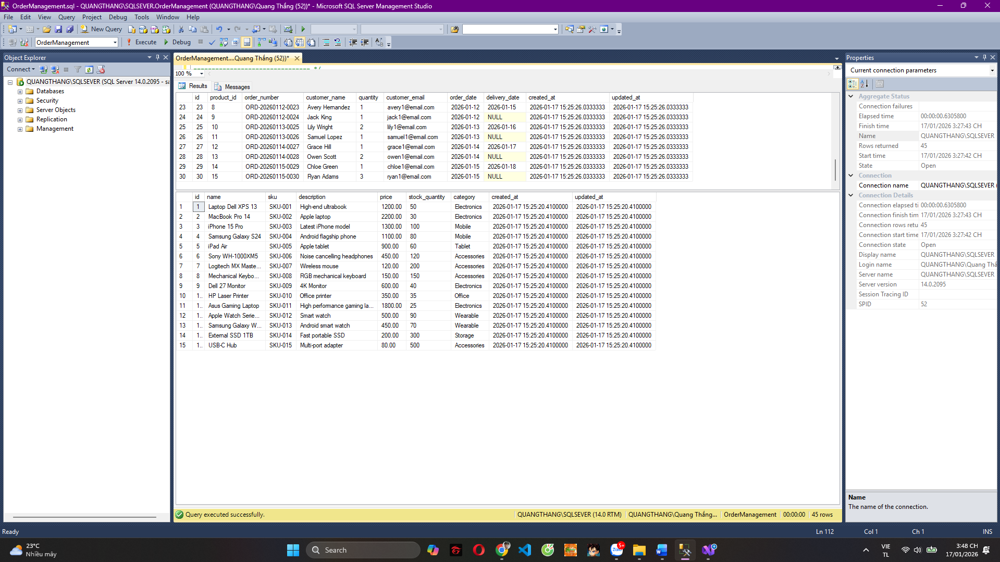 OrderManagement.sql - QUANGTHANG\SQLSEVER.OrderManagement (QUANGTHANG\Quang Thắng (52))* - Microsoft SQL Server Management Studio
File Edit View Query Project Debug Tools Window Help
New Query
OrderManagement Execute Debug
Object Explorer
Connect
QUANGTHANG\SQLSEVER (SQL Server 14.0.2095 - sa
Databases
Security
Server Objects
Replication
Management
OrderManagement....Quang Thắng (52))*
-------------------------------- */
100 %
Results Messages
id product_id order_number customer_name quantity customer_email order_date delivery_date created_at updated_at
23 23 8 ORD-20260112-0023 Avery Hernandez 1 avery1@email.com 2026-01-12 2026-01-15 2026-01-17 15:25:26.0333333 2026-01-17 15:25:26.0333333
24 24 9 ORD-20260112-0024 Jack King 1 jack1@email.com 2026-01-12 NULL 2026-01-17 15:25:26.0333333 2026-01-17 15:25:26.0333333
25 25 10 ORD-20260113-0025 Lily Wright 2 lily1@email.com 2026-01-13 2026-01-16 2026-01-17 15:25:26.0333333 2026-01-17 15:25:26.0333333
26 26 11 ORD-20260113-0026 Samuel Lopez 1 samuel1@email.com 2026-01-13 NULL 2026-01-17 15:25:26.0333333 2026-01-17 15:25:26.0333333
27 27 12 ORD-20260114-0027 Grace Hill 1 grace1@email.com 2026-01-14 2026-01-17 2026-01-17 15:25:26.0333333 2026-01-17 15:25:26.0333333
28 28 13 ORD-20260114-0028 Owen Scott 2 owen1@email.com 2026-01-14 NULL 2026-01-17 15:25:26.0333333 2026-01-17 15:25:26.0333333
29 29 14 ORD-20260115-0029 Chloe Green 1 chloe1@email.com 2026-01-15 2026-01-18 2026-01-17 15:25:26.0333333 2026-01-17 15:25:26.0333333
30 30 15 ORD-20260115-0030 Ryan Adams 3 ryan1@email.com 2026-01-15 NULL 2026-01-17 15:25:26.0333333 2026-01-17 15:25:26.0333333
id name sku description price stock_quantity category created_at updated_at
1 1 Laptop Dell XPS 13 SKU-001 High-end ultrabook 1200.00 50 Electronics 2026-01-17 15:25:20.4100000 2026-01-17 15:25:20.4100000
2 2 MacBook Pro 14 SKU-002 Apple laptop 2200.00 30 Electronics 2026-01-17 15:25:20.4100000 2026-01-17 15:25:20.4100000
3 3 iPhone 15 Pro SKU-003 Latest iPhone model 1300.00 100 Mobile 2026-01-17 15:25:20.4100000 2026-01-17 15:25:20.4100000
4 4 Samsung Galaxy S24 SKU-004 Android flagship phone 1100.00 80 Mobile 2026-01-17 15:25:20.4100000 2026-01-17 15:25:20.4100000
5 5 iPad Air SKU-005 Apple tablet 900.00 60 Tablet 2026-01-17 15:25:20.4100000 2026-01-17 15:25:20.4100000
6 6 Sony WH-1000XM5 SKU-006 Noise cancelling headphones 450.00 120 Accessories 2026-01-17 15:25:20.4100000 2026-01-17 15:25:20.4100000
7 7 Logitech MX Maste... SKU-007 Wireless mouse 120.00 200 Accessories 2026-01-17 15:25:20.4100000 2026-01-17 15:25:20.4100000
8 8 Mechanical Keybo... SKU-008 RGB mechanical keyboard 150.00 150 Accessories 2026-01-17 15:25:20.4100000 2026-01-17 15:25:20.4100000
9 9 Dell 27 Monitor SKU-009 4K Monitor 600.00 40 Electronics 2026-01-17 15:25:20.4100000 2026-01-17 15:25:20.4100000
10 1.. HP Laser Printer SKU-010 Office printer 350.00 35 Office 2026-01-17 15:25:20.4100000 2026-01-17 15:25:20.4100000
11 1.. Asus Gaming Laptop SKU-011 High performance gaming la... 1800.00 25 Electronics 2026-01-17 15:25:20.4100000 2026-01-17 15:25:20.4100000
12 1.. Apple Watch Serie... SKU-012 Smart watch 500.00 90 Wearable 2026-01-17 15:25:20.4100000 2026-01-17 15:25:20.4100000
13 1.. Samsung Galaxy W... SKU-013 Android smart watch 450.00 70 Wearable 2026-01-17 15:25:20.4100000 2026-01-17 15:25:20.4100000
14 1.. External SSD 1TB SKU-014 Fast portable SSD 200.00 300 Storage 2026-01-17 15:25:20.4100000 2026-01-17 15:25:20.4100000
15 1.. USB-C Hub SKU-015 Multi-port adapter 80.00 500 Accessories 2026-01-17 15:25:20.4100000 2026-01-17 15:25:20.4100000
Query executed successfully. QUANGTHANG\SQLSEVER (14.0 RTM) QUANGTHANG\Quang Thắng... OrderManagement 00:00:00 45 rows
Properties
Current connection parameters
Aggregate Status
Connection failures
Elapsed time 00:00:00.6305800
Finish time 17/01/2026 3:27:43 CH
Name QUANGTHANG\SQLSEVER
Rows returned 45
Start time 17/01/2026 3:27:42 CH
State Open
Connection
Connection name QUANGTHANG\SQLSEVER (
Connection Details
Connection elapsed ti 00:00:00.6305800
Connection finish tim 17/01/2026 3:27:43 CH
Connection rows retu 45
Connection start time 17/01/2026 3:27:42 CH
Connection state Open
Display name QUANGTHANG\SQLSEVER
Login name QUANGTHANG\Quang Thắ
Server name QUANGTHANG\SQLSEVER
Server version 14.0.2095
Session Tracing ID
SPID 52
Name
The name of the connection.
Ready Ln 112 Col 1 Ch 1 INS
23°C
Nhiều mây
Search
Zalo
5+
VIE
TL
3:48 CH
17/01/2026